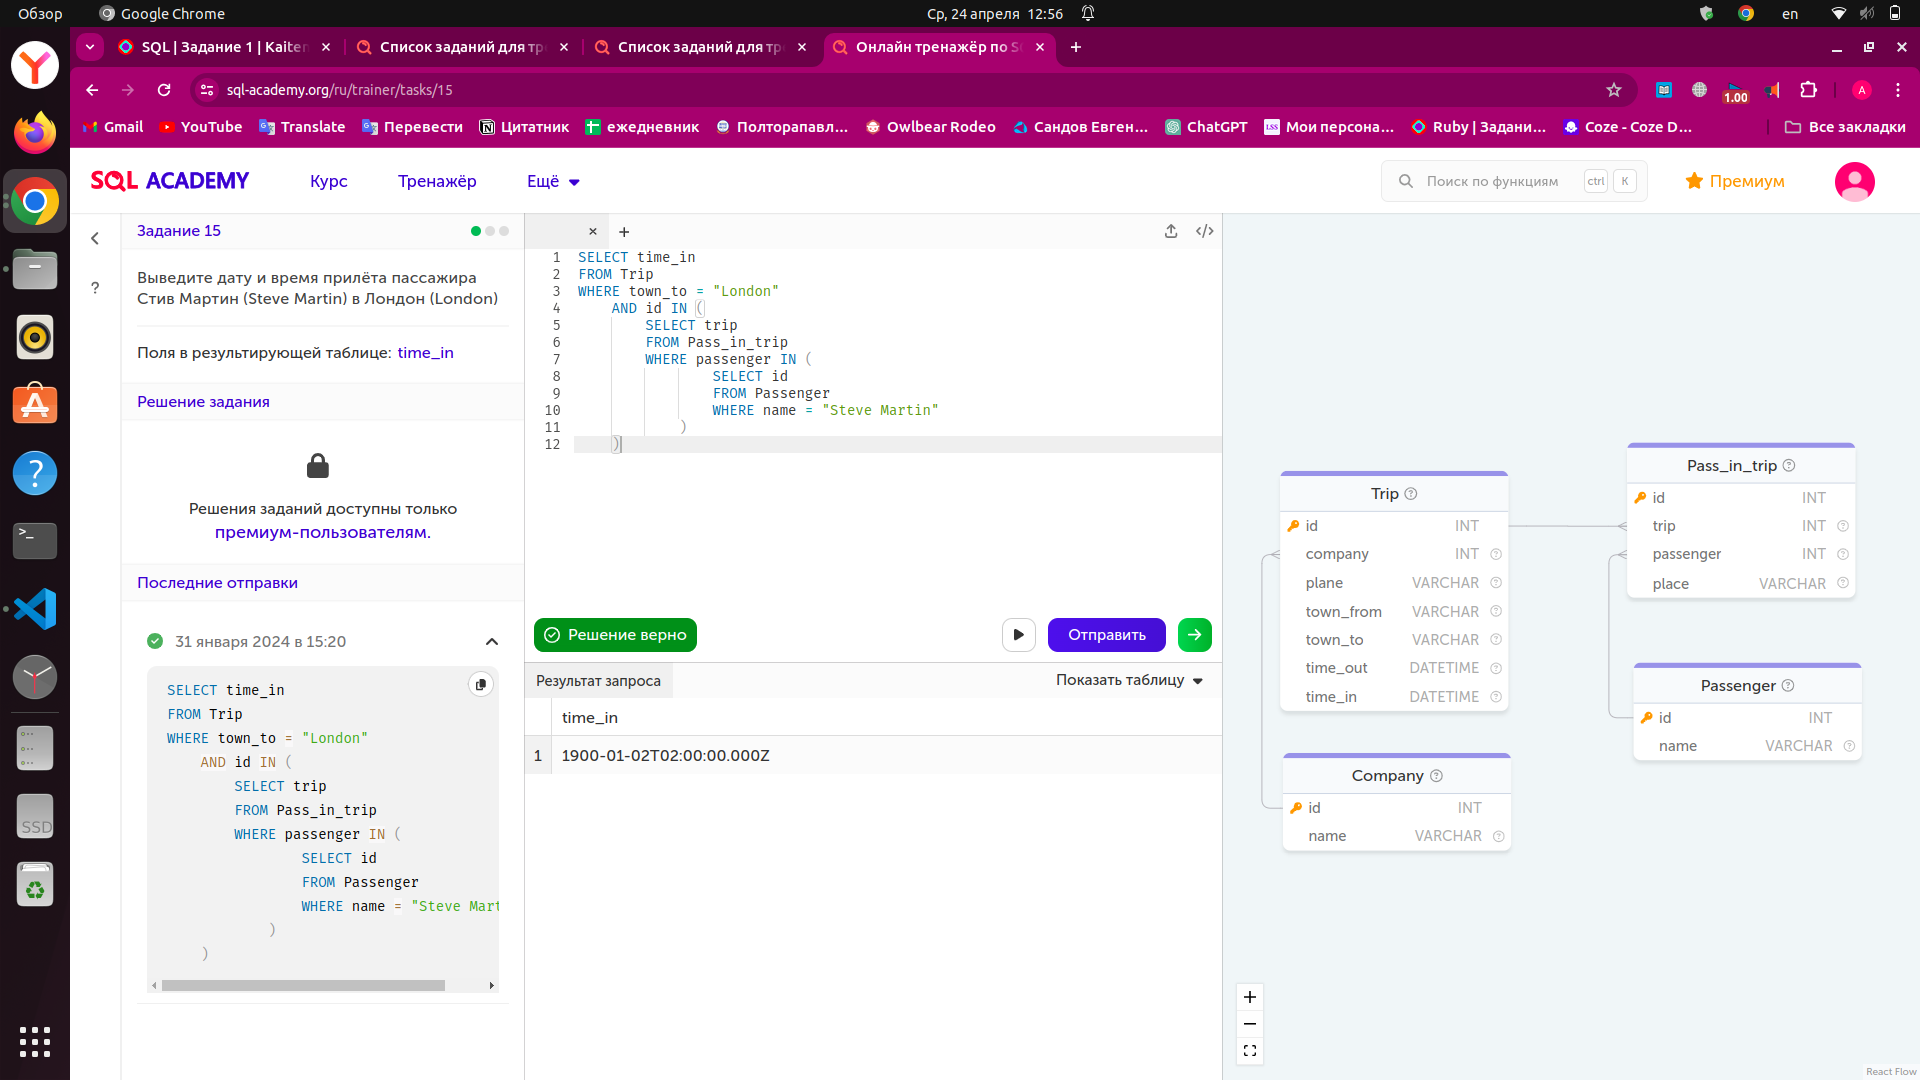 Обзор
Google Chrome
Ср, 24 апреля 12:56
en
SQL | Задание 1 | Kaiten
Список заданий для тр
Список заданий для тр
Онлайн тренажёр по S
sql-academy.org/ru/trainer/tasks/15
1.00
A
Gmail
YouTube
Translate
Перевести
Цитатник
ежедневник
Полторапавл...
Owlbear Rodeo
Сандов Евген...
ChatGPT
Мои персона...
Ruby | Задани...
Coze - Coze D...
Все закладки
SQL ACADEMY
Курс
Тренажёр
Ещё
Поиск по функциям
ctrl
K
Премиум
Задание 15
?
Выведите дату и время прилёта пассажира
Стив Мартин (Steve Martin) в Лондон (London)
Поля в результирующей таблице: time_in
Решение задания
Решения заданий доступны только
премиум-пользователям.
Последние отправки
31 января 2024 в 15:20
SELECT time_in
FROM Trip
WHERE town_to = "London"
AND id IN (
SELECT trip
FROM Pass_in_trip
WHERE passenger IN (
SELECT id
FROM Passenger
WHERE name = "Steve Mart
)
)
1 SELECT time_in
2 FROM Trip
3 WHERE town_to = "London"
4 AND id IN (
5 SELECT trip
6 FROM Pass_in_trip
7 WHERE passenger IN (
8 SELECT id
9 FROM Passenger
10 WHERE name = "Steve Martin"
11 )
12 )
Решение верно
Отправить
Результат запроса
Показать таблицу
time_in
1 1900-01-02T02:00:00.000Z
Trip
id INT
company INT
plane VARCHAR
town_from VARCHAR
town_to VARCHAR
time_out DATETIME
time_in DATETIME
Company
id INT
name VARCHAR
Pass_in_trip
id INT
trip INT
passenger INT
place VARCHAR
Passenger
id INT
name VARCHAR
React Flow
SSD